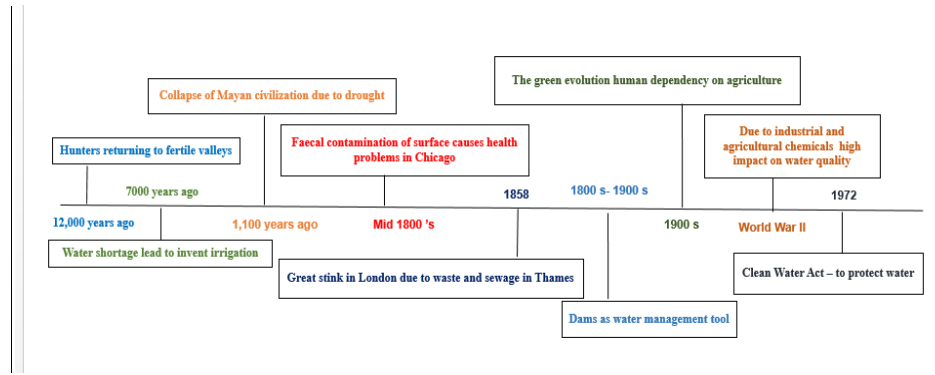 The green evolution human dependency on agriculture
Collapse of Mayan civilization due to drought
Due to industrial and
agricultural chemicals high
impact on water quality
Faecal contamination of surface causes health
problems in Chicago
Hunters returning to fertile valleys
7000 years ago
1858
1800 s- 1900 s
1972
12,000 years ago
1,100 years ago
Mid 1800 's
1900 s
World War II
Water shortage lead to invent irrigation
Great stink in London due to waste and sewage in Thames
Clean Water Act – to protect water
Dams as water management tool